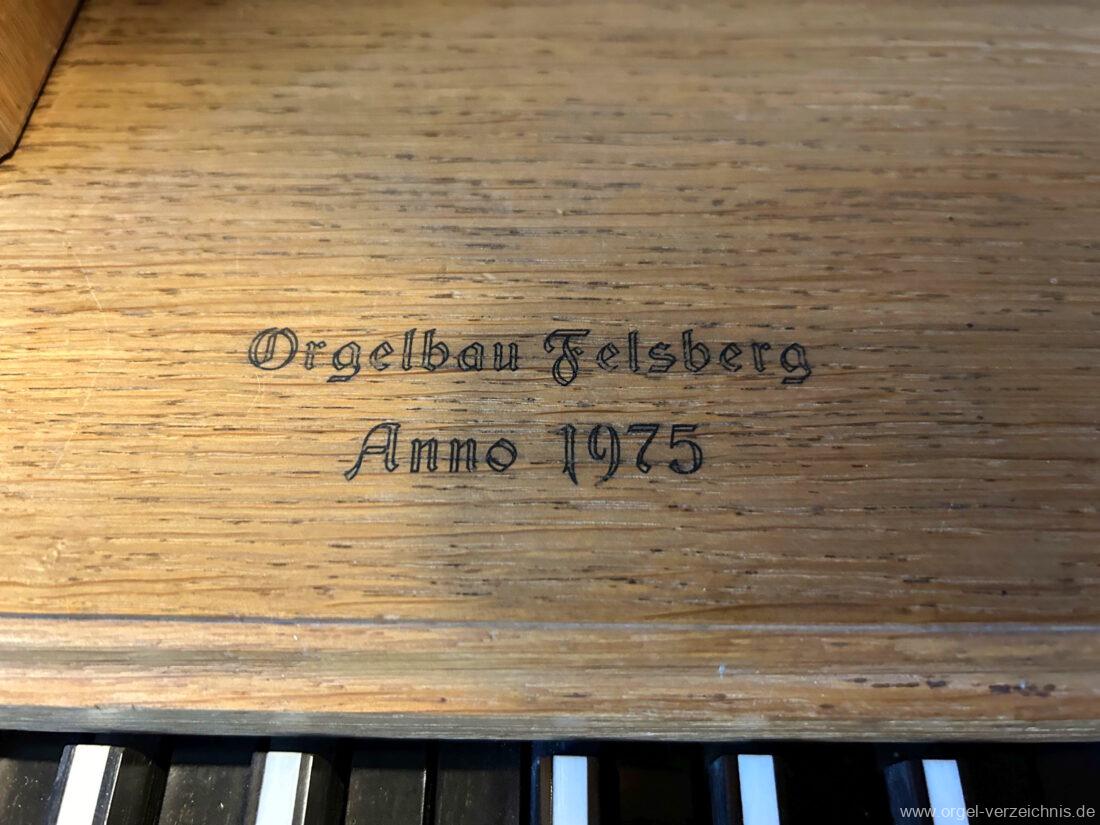 Orgelbau Felsberg
Anno 1975
www.orgel-verzeichnis.de